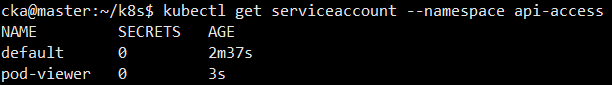 cka@master:~/k8s$ kubectl get serviceaccount --namespace api-access
NAME         SECRETS   AGE
default      0         2m37s
pod-viewer   0         3s